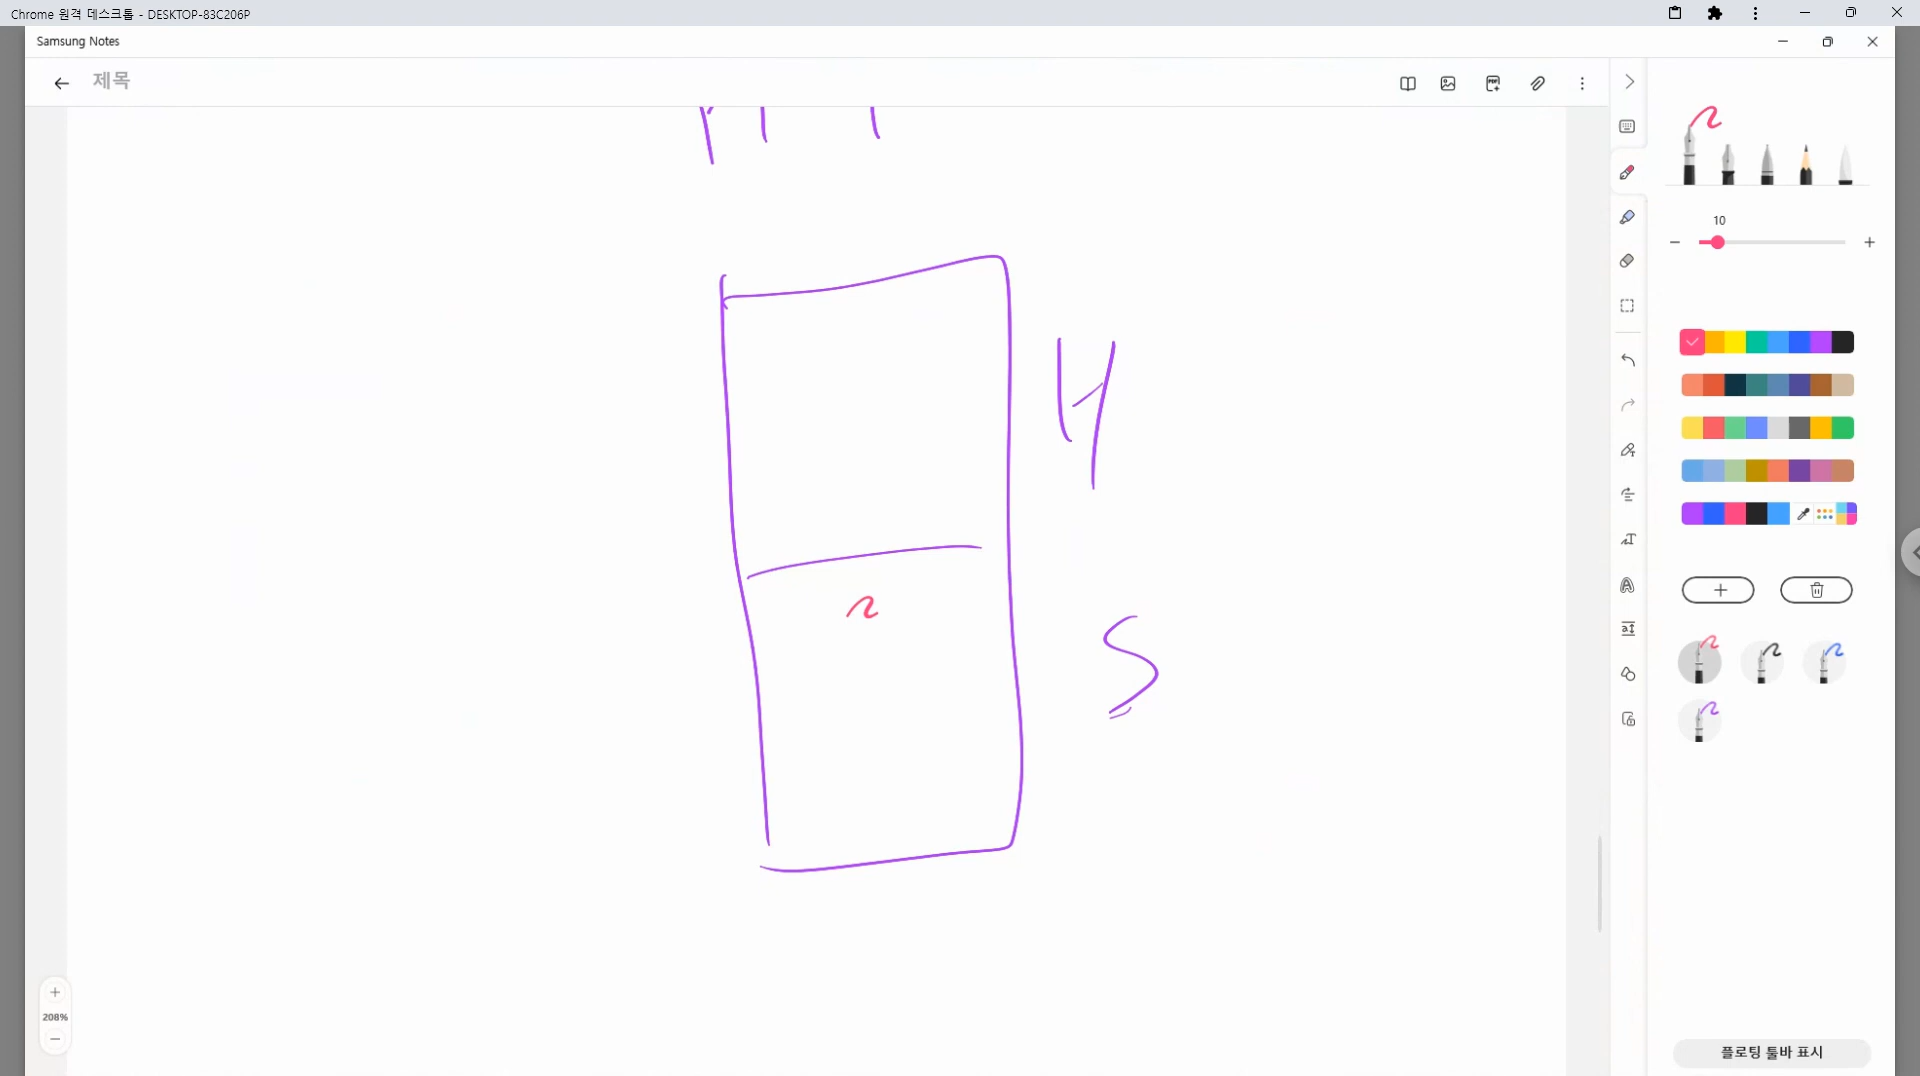 Chrome 원격 데스크톱 - DESKTOP-83C206P
Samsung Notes
제목
10
H
S
208%
플로팅 툴바 표시